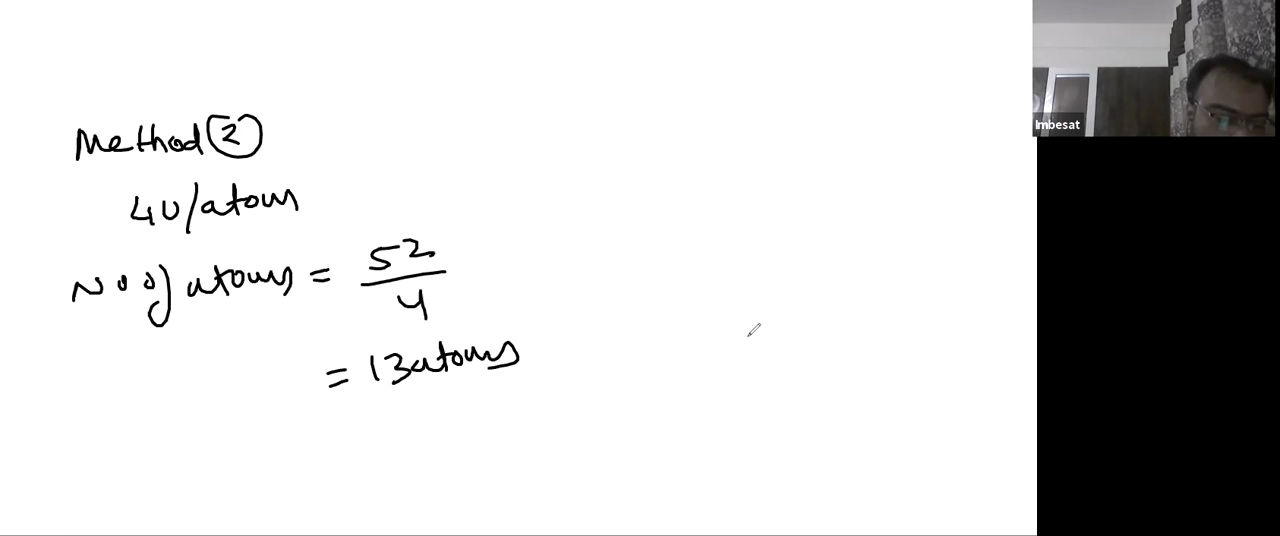 Method ②
4u/atom
No of atoms = 52/4
= 13 atoms
Imbesat